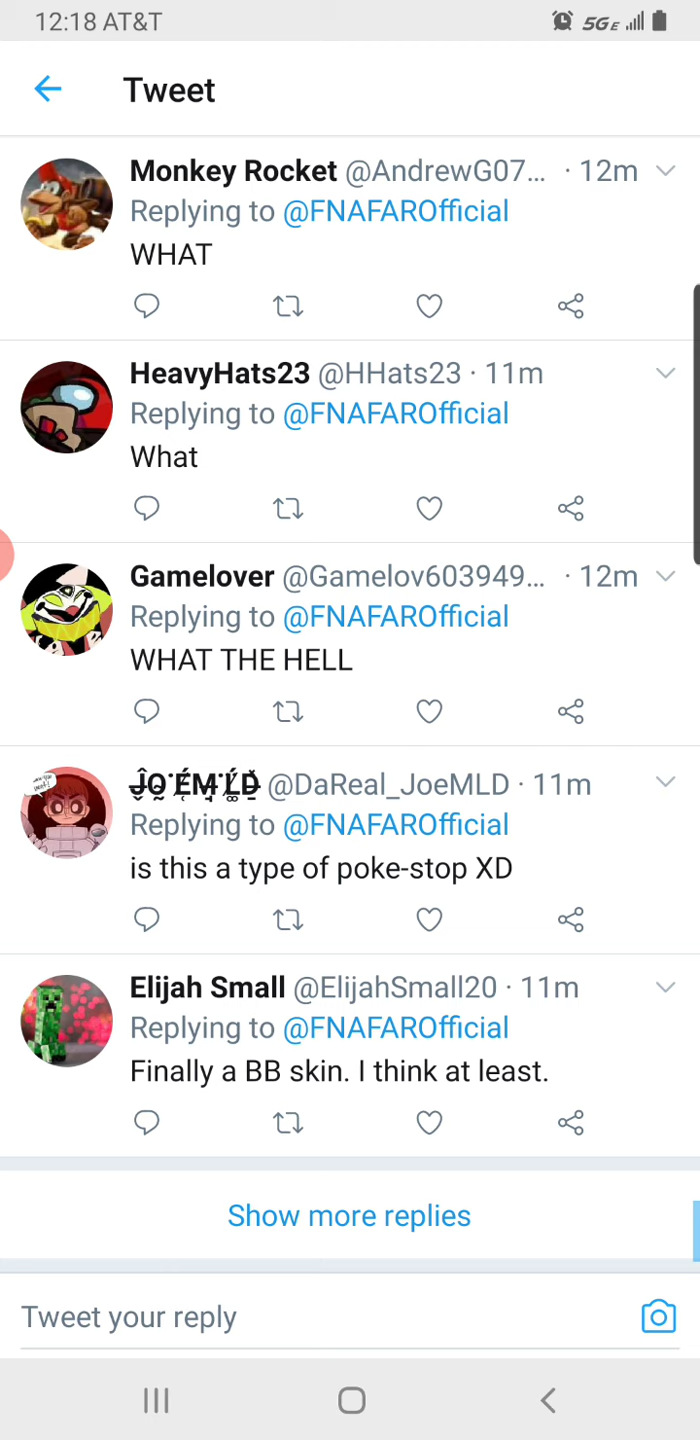 12:18 AT&T 5GE
Tweet
Monkey Rocket @AndrewG07... · 12m
Replying to @FNAFAROfficial
WHAT
HeavyHats23 @HHats23 · 11m
Replying to @FNAFAROfficial
What
Gamelover @Gamelov603949... · 12m
Replying to @FNAFAROfficial
WHAT THE HELL
@DaReal_JoeMLD · 11m
Replying to @FNAFAROfficial
is this a type of poke-stop XD
Elijah Small @ElijahSmall20 · 11m
Replying to @FNAFAROfficial
Finally a BB skin. I think at least.
Show more replies
Tweet your reply